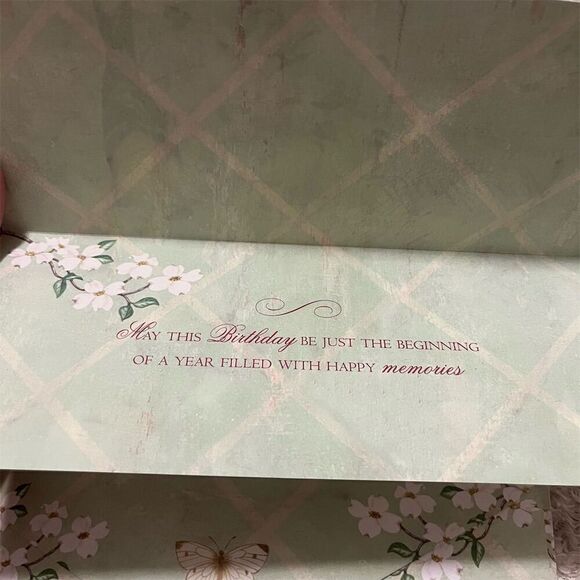 May this Birthday be just the beginning
of a year filled with happy memories